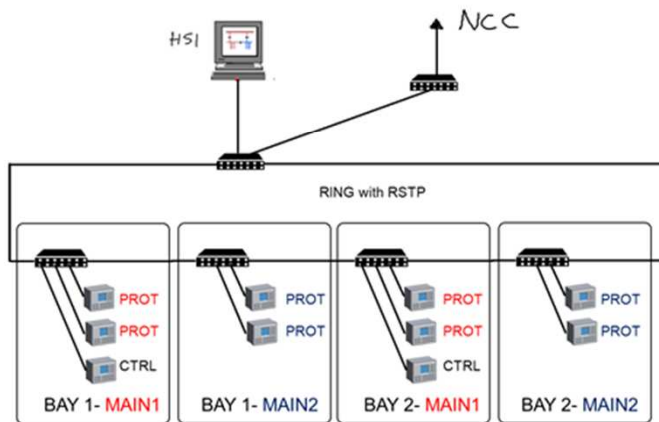 HSI
NCC
RING with RSTP
PROT
PROT
CTRL
BAY 1- MAIN1
PROT
PROT
BAY 1- MAIN2
PROT
PROT
CTRL
BAY 2- MAIN1
PROT
PROT
BAY 2- MAIN2